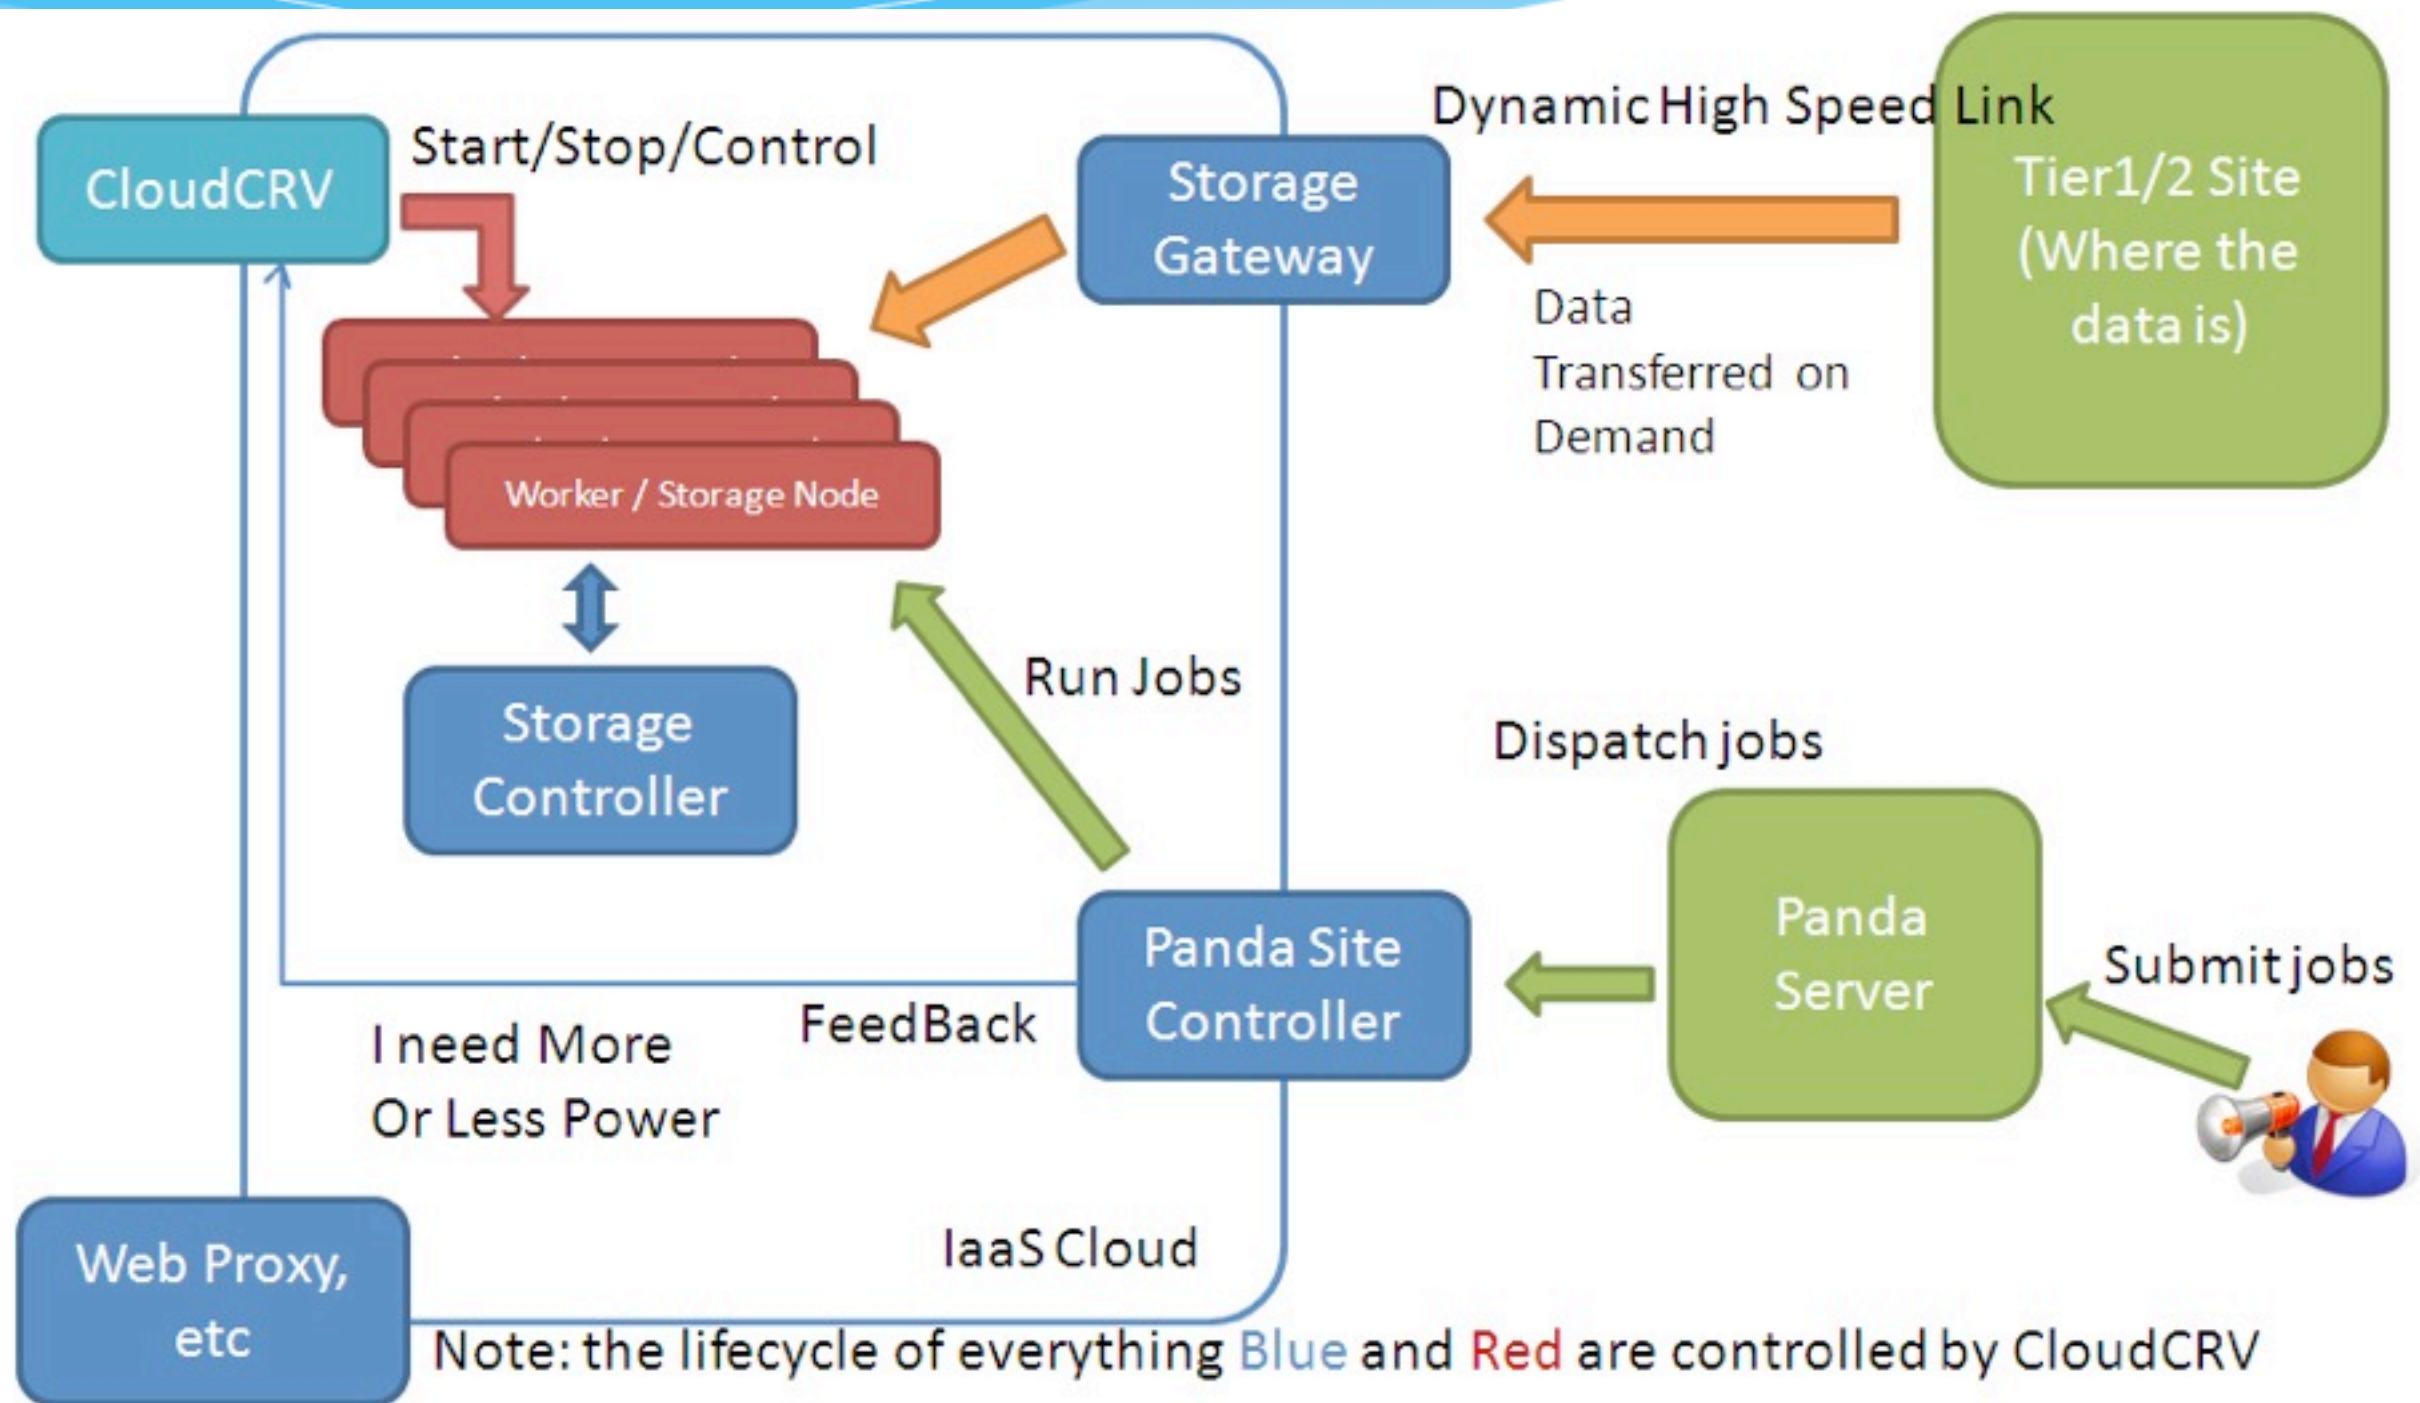 Dynamic High Speed Link
CloudCRV
Start/Stop/Control
Storage
Gateway
Tier1/2 Site
(Where the
data is)
Data
Transferred on
Demand
Worker / Storage Node
Storage
Controller
Run Jobs
Dispatch jobs
Panda
Server
Submit jobs
Panda Site
Controller
FeedBack
I need More
Or Less Power
IaaS Cloud
Web Proxy,
etc
Note: the lifecycle of everything Blue and Red are controlled by CloudCRV